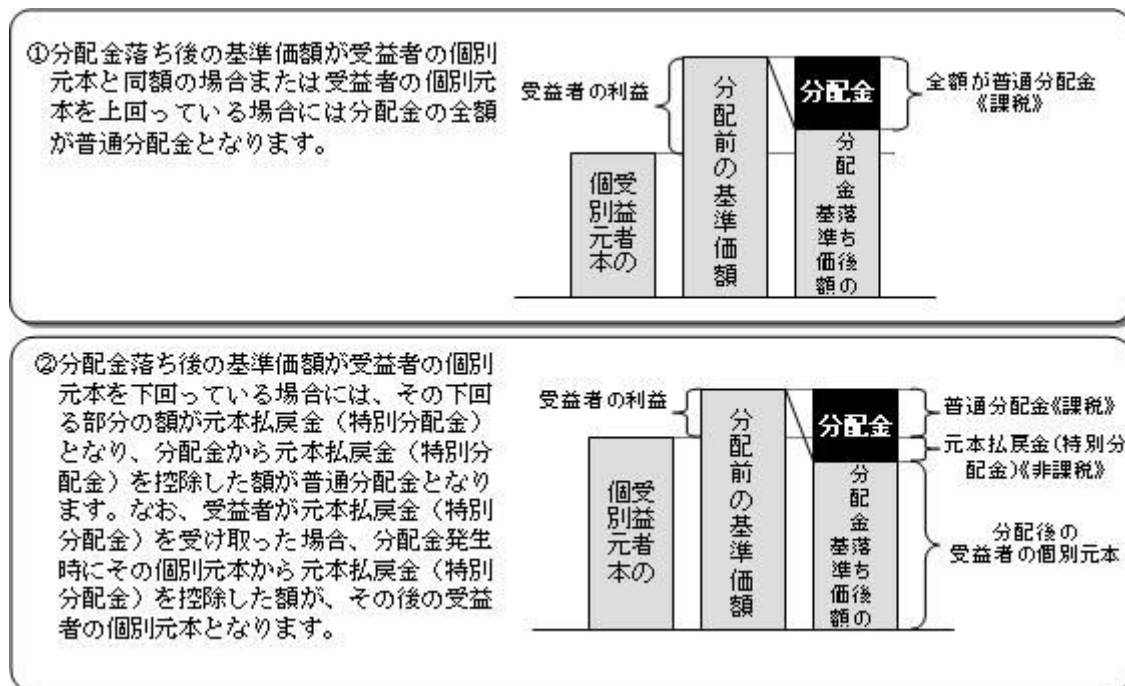 ①分配金落ち後の基準価額が受益者の個別
元本と同額の場合または受益者の個別元
本を上回っている場合には分配金の全額
が普通分配金となります。
受益者の利益
受益者の
個別元本
分配前の基準価額
分配金
分配金落ち後の
基準価額
全額が普通分配金
《課税》
②分配金落ち後の基準価額が受益者の個別
元本を下回っている場合には、その下回
る部分の額が元本払戻金（特別分配金）
となり、分配金から元本払戻金（特別分
配金）を控除した額が普通分配金となり
ます。なお、受益者が元本払戻金（特別
分配金）を受け取った場合、分配金発生
時にその個別元本から元本払戻金（特別
分配金）を控除した額が、その後の受益
者の個別元本となります。
受益者の利益
受益者の
個別元本
分配前の基準価額
分配金
分配金落ち後の
基準価額
普通分配金《課税》
元本払戻金(特別分
配金)《非課税》
分配後の
受益者の個別元本